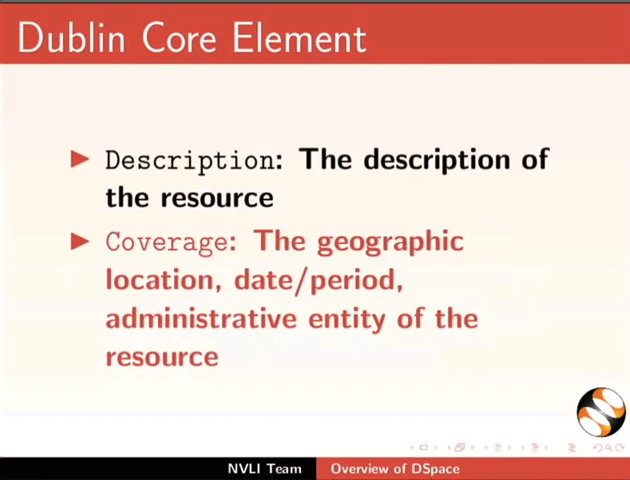 Dublin Core Element
Description: The description of
the resource
Coverage: The geographic
location, date/period,
administrative entity of the
resource
NVLI Team Overview of DSpace